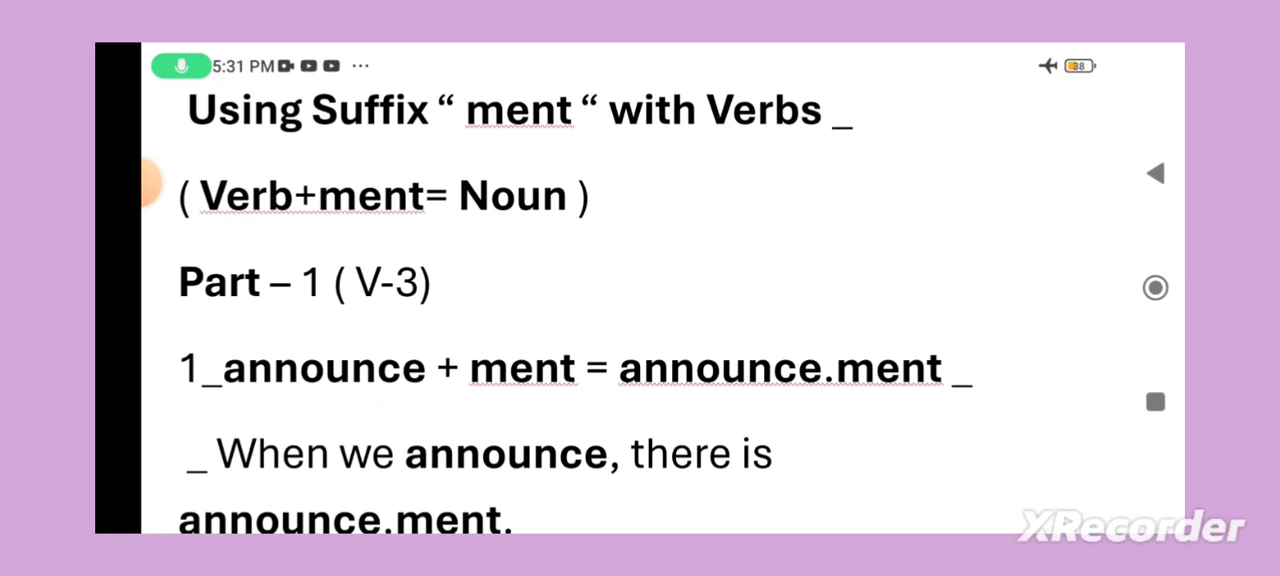 5:31 PM ... 38
Using Suffix “ ment “ with Verbs _
( Verb+ment= Noun )
Part – 1 ( V-3)
1_announce + ment = announce.ment _
_ When we announce, there is
announce.ment.
XRecorder